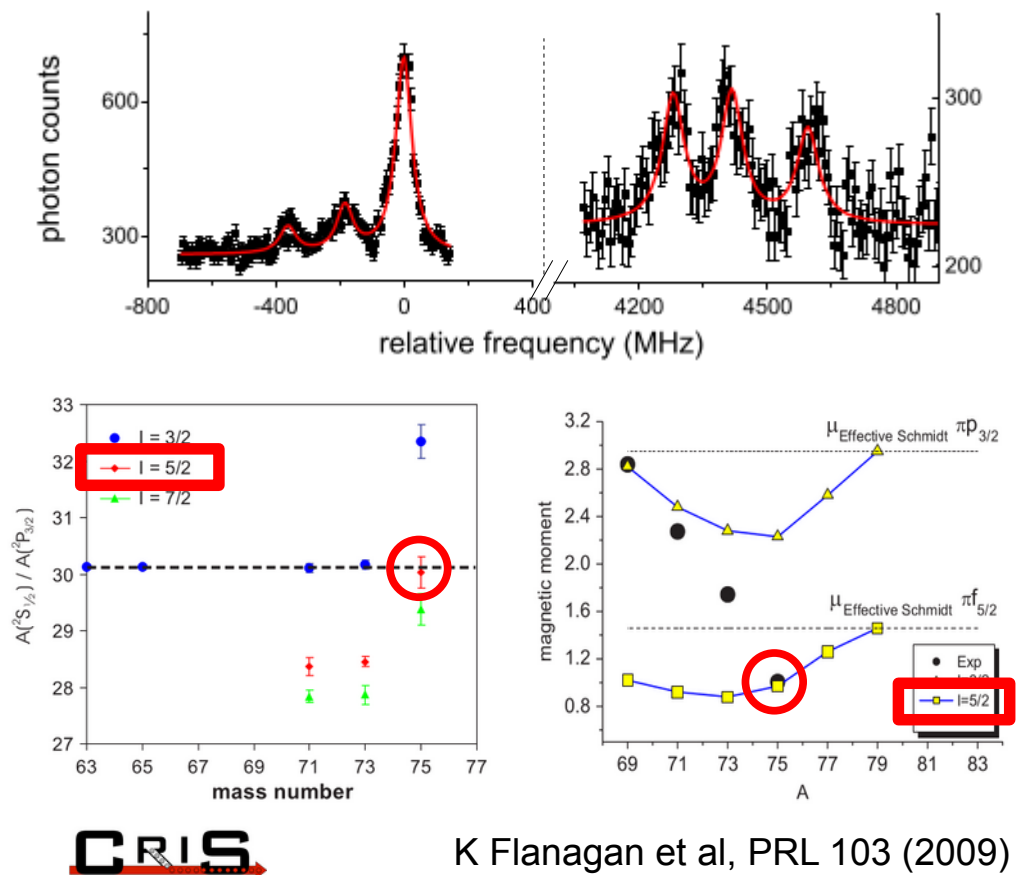 photon counts
600
300
300
200
-800 -400 0 400 4200 4500 4800
relative frequency (MHz)
A(²S₁/₂) / A(²P₃/₂)
33
32
31
30
29
28
27
I = 3/2
I = 5/2
I = 7/2
63 65 67 69 71 73 75 77
mass number
magnetic moment
3.2
2.8
2.4
2.0
1.6
1.2
0.8
μEffective Schmidt πp3/2
μEffective Schmidt πf5/2
Exp
I=5/2
69 71 73 75 77 79 81 83
A
CRIS
K Flanagan et al, PRL 103 (2009)